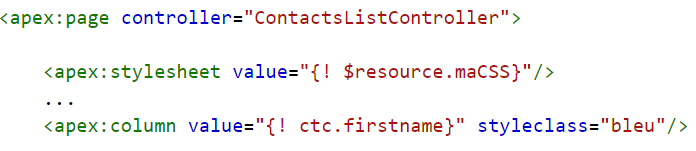 <apex:page controller="ContactsListController">
<apex:stylesheet value="{! $resource.maCSS}"/>
...
<apex:column value="{! ctc.firstname}" styleclass="bleu"/>